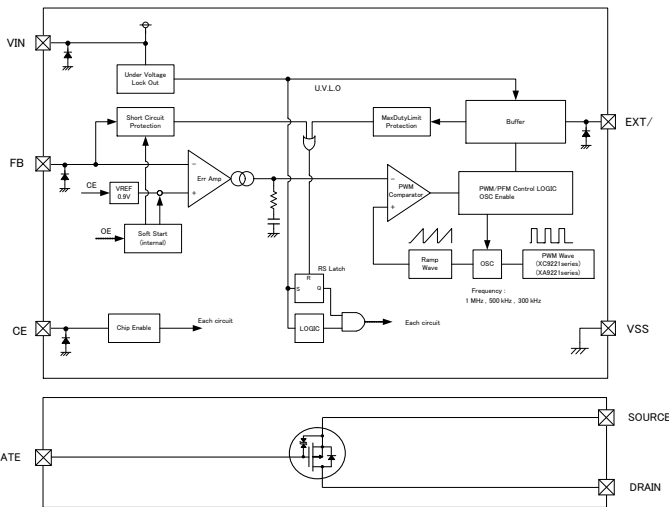 VIN
Under Voltage
Lock Out
U.V.L.O
Short Circuit
Protection
MaxDutyLimit
Protection
Buffer
EXT/
FB
CE
VREF
0.9V
−
+
Err Amp
−
+
PWM
Comparator
PWM/PFM Control LOGIC
OSC Enable
OE
Soft Start
(internal)
Ramp
Wave
OSC
PWM Wave
(XC9221series)
(XA9221series)
RS Latch
R
S
Q
Frequency :
1 MHz , 500 kHz , 300 kHz
CE
Chip Enable
Each circuit
LOGIC
Each circuit
VSS
SOURCE
ATE
DRAIN